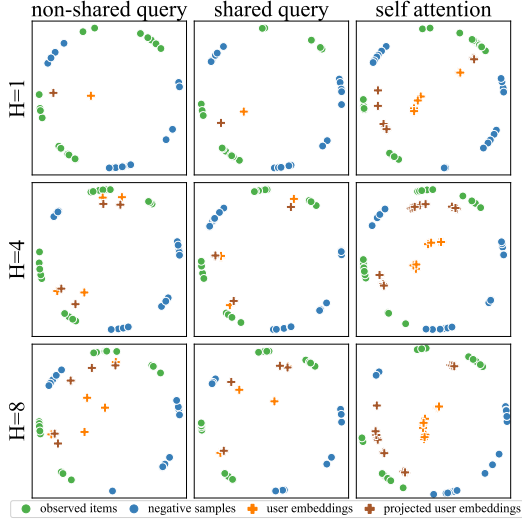 non-shared query shared query self attention
H=1
H=4
H=8
observed items negative samples user embeddings projected user embeddings